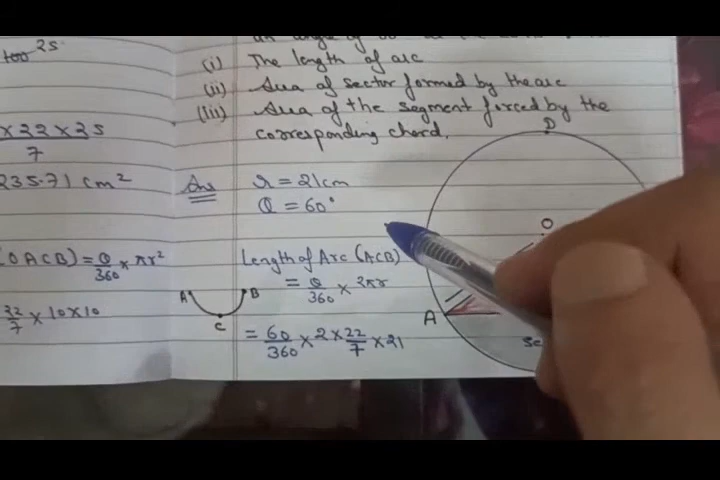 100 25
× 22 × 25
7
235.71 cm²
(OACB) = θ/360 × πr²
22/7 × 10 × 10
(i) The length of arc
(ii) Area of sector formed by the arc
(iii) Area of the segment forced by the
corresponding chord.
Ans r = 21cm
θ = 60°
Length of Arc (ACB)
= θ/360 × 2πr
A B
C
= 60/360 × 2 × 22/7 × 21
D
O
A